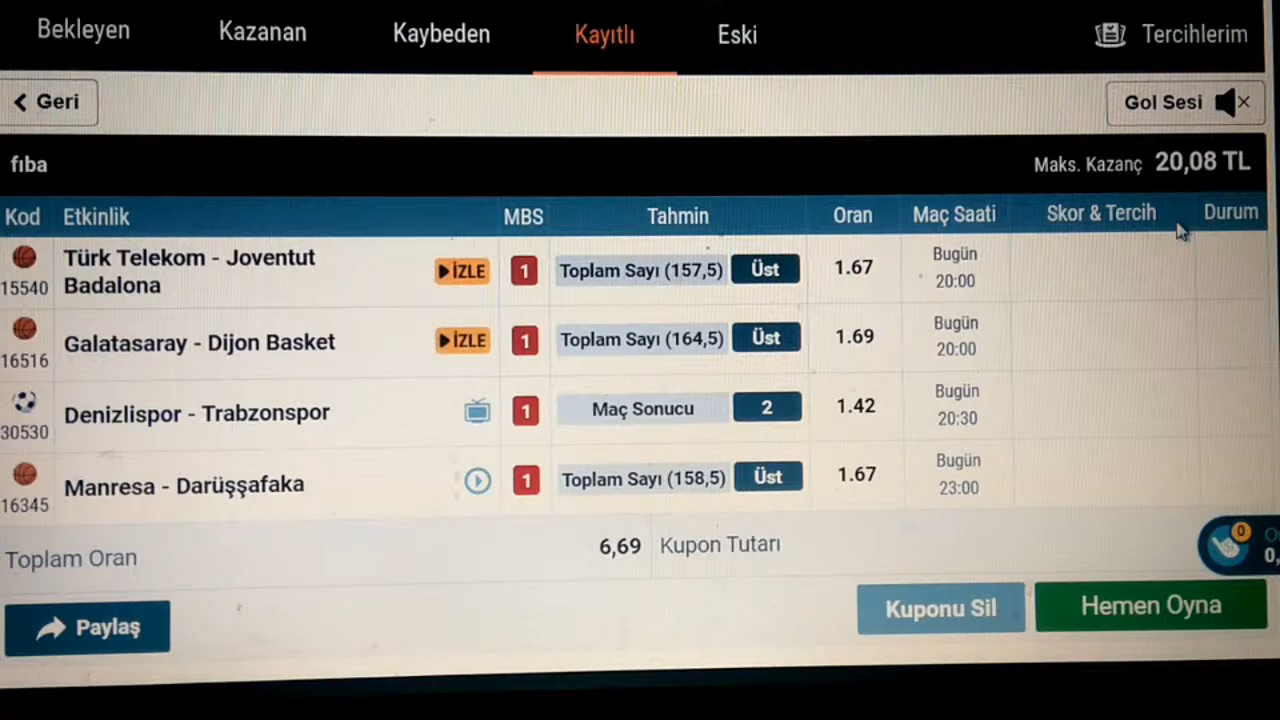 Bekleyen Kazanan Kaybeden Kayıtlı Eski Tercihlerim
Geri Gol Sesi
fıba Maks. Kazanç 20,08 TL
Kod Etkinlik MBS Tahmin Oran Maç Saati Skor & Tercih Durum
15540 Türk Telekom - Joventut Badalona İZLE 1 Toplam Sayı (157,5) Üst 1.67 Bugün 20:00
16516 Galatasaray - Dijon Basket İZLE 1 Toplam Sayı (164,5) Üst 1.69 Bugün 20:00
30530 Denizlispor - Trabzonspor 1 Maç Sonucu 2 1.42 Bugün 20:30
16345 Manresa - Darüşşafaka 1 Toplam Sayı (158,5) Üst 1.67 Bugün 23:00
Toplam Oran 6,69 Kupon Tutarı 0
Paylaş Kuponu Sil Hemen Oyna